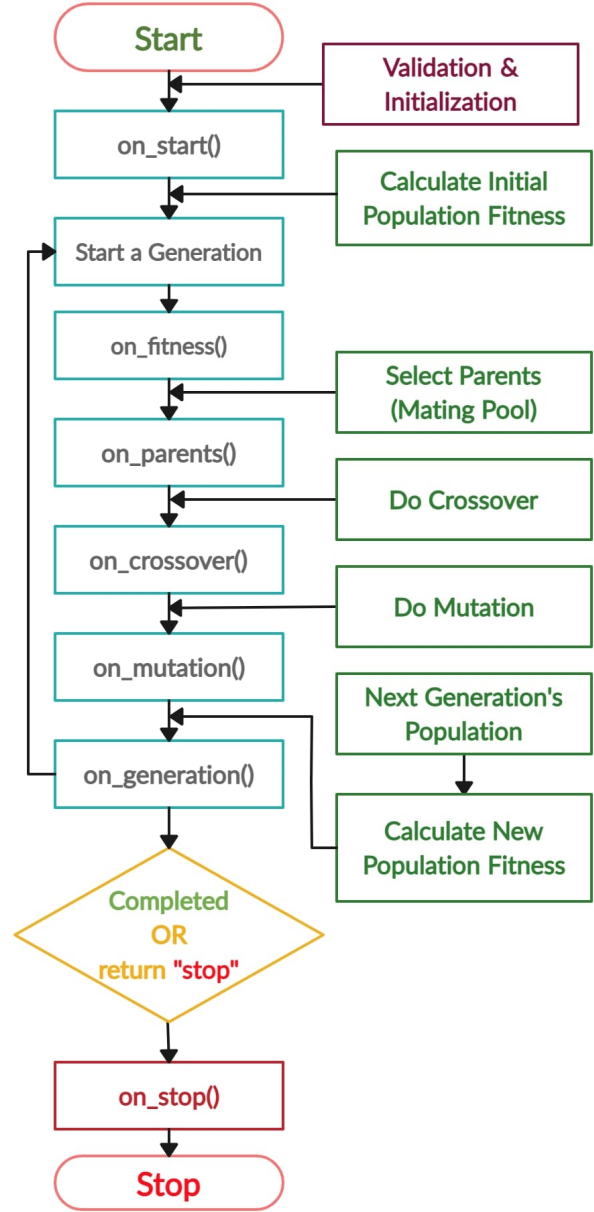 Start
Validation &
Initialization
on_start()
Calculate Initial
Population Fitness
Start a Generation
on_fitness()
Select Parents
(Mating Pool)
on_parents()
Do Crossover
on_crossover()
Do Mutation
on_mutation()
Next Generation's
Population
on_generation()
Calculate New
Population Fitness
Completed
OR
return "stop"
on_stop()
Stop